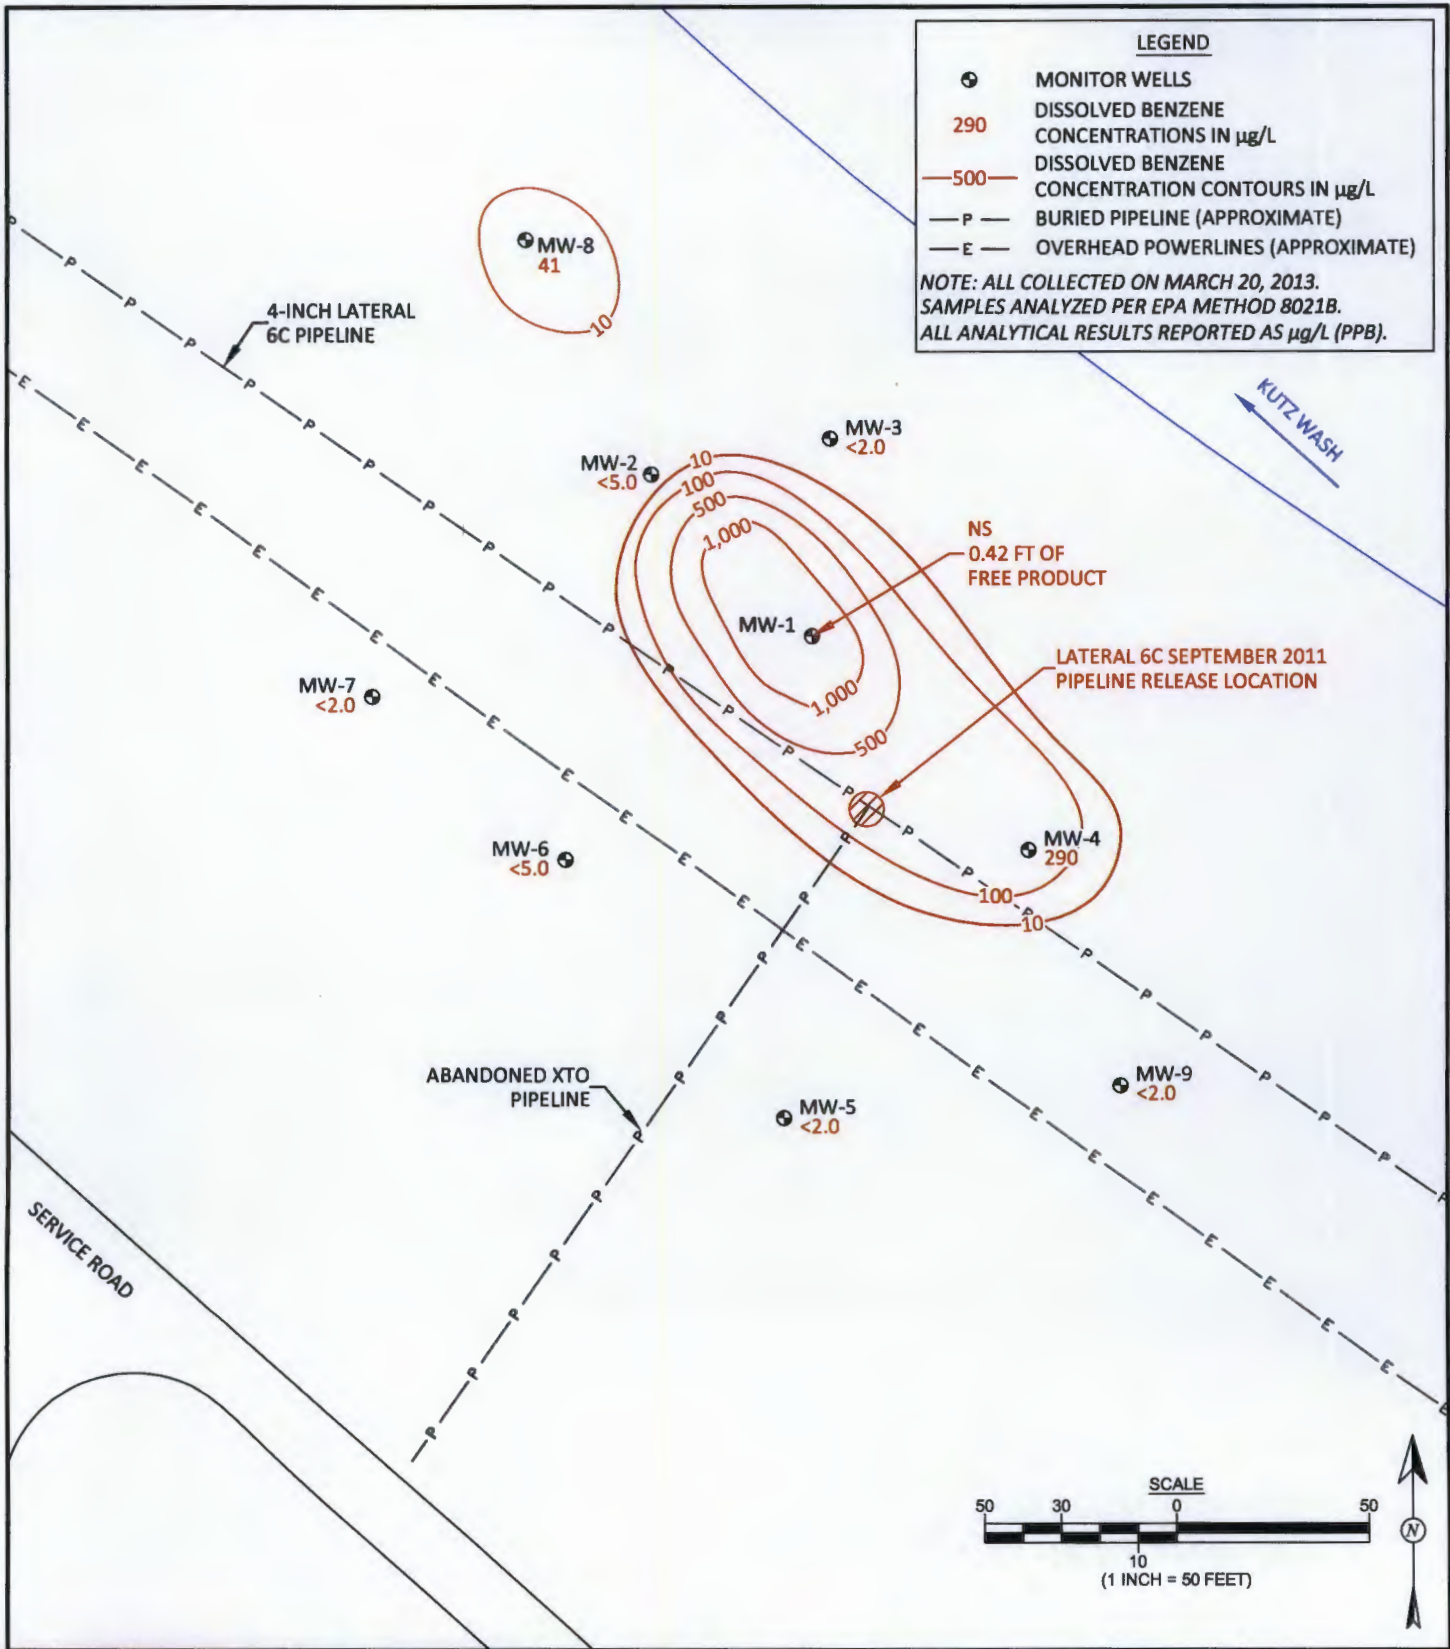 LEGEND
MONITOR WELLS
290 DISSOLVED BENZENE
CONCENTRATIONS IN µg/L
500 DISSOLVED BENZENE
CONCENTRATION CONTOURS IN µg/L
P BURIED PIPELINE (APPROXIMATE)
E OVERHEAD POWERLINES (APPROXIMATE)
NOTE: ALL COLLECTED ON MARCH 20, 2013.
SAMPLES ANALYZED PER EPA METHOD 8021B.
ALL ANALYTICAL RESULTS REPORTED AS µg/L (PPB).
MW-8
41
10
4-INCH LATERAL
6C PIPELINE
KUTZ WASH
MW-3
<2.0
MW-2
<5.0
10
100
500
1,000
NS
0.42 FT OF
FREE PRODUCT
MW-1
LATERAL 6C SEPTEMBER 2011
PIPELINE RELEASE LOCATION
MW-7
<2.0
1,000
500
MW-4
290
MW-6
<5.0
100
10
ABANDONED XTO
PIPELINE
MW-9
<2.0
MW-5
<2.0
SERVICE ROAD
SCALE
50 30 0 50
10
(1 INCH = 50 FEET)
N